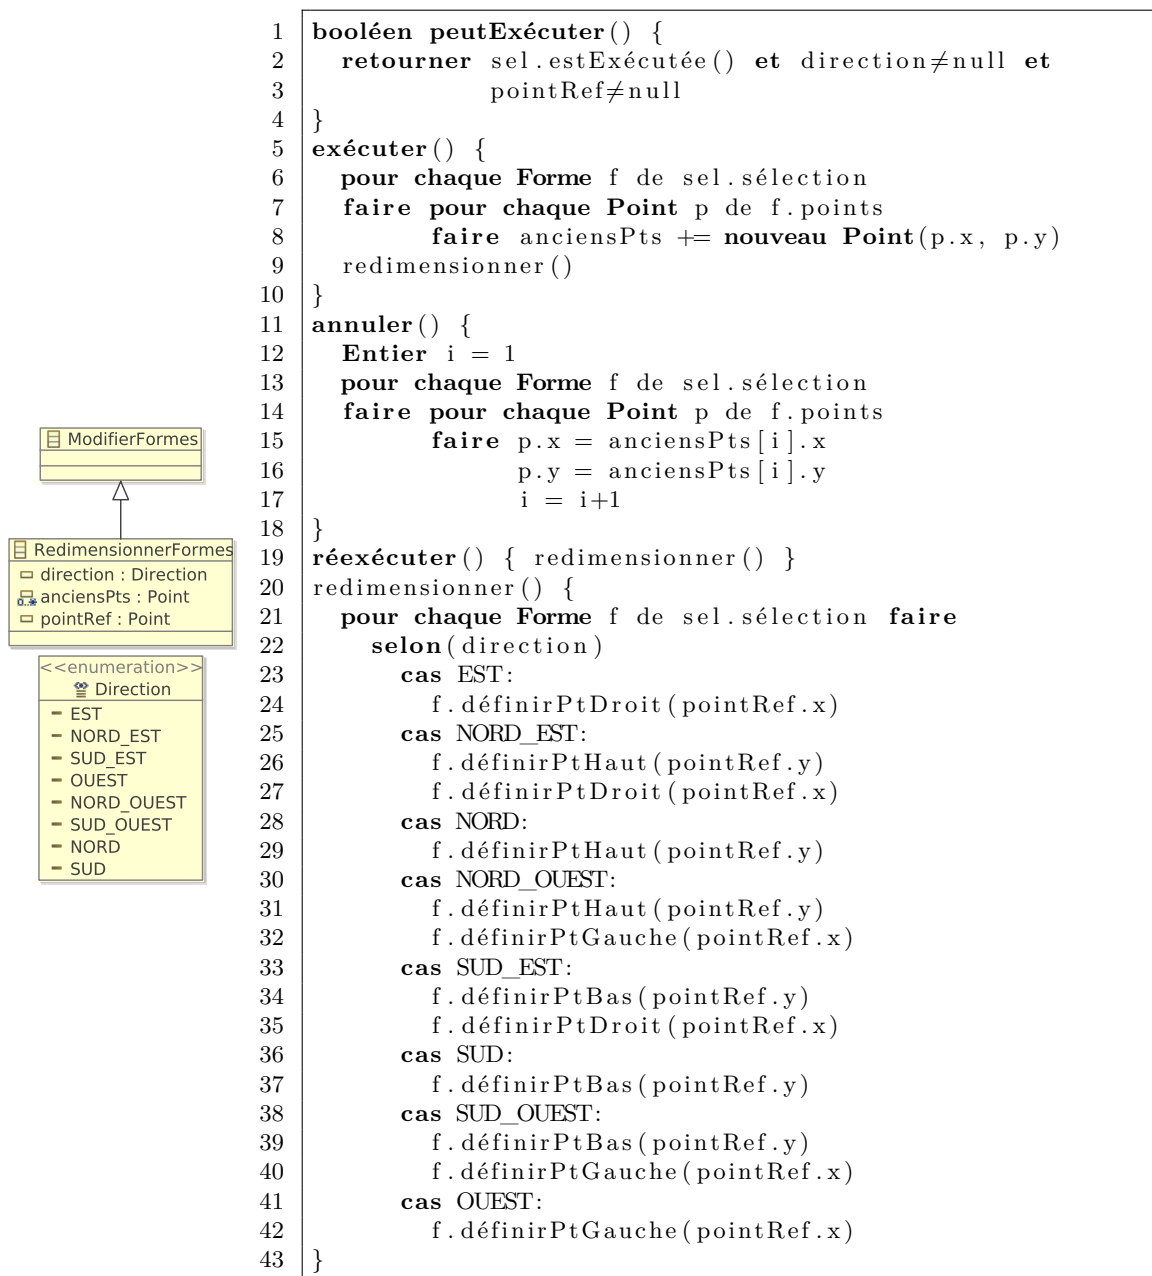 ModifierFormes
RedimensionnerFormes
direction : Direction
0..* anciensPts : Point
pointRef : Point
<<enumeration>>
Direction
EST
NORD_EST
SUD_EST
OUEST
NORD_OUEST
SUD_OUEST
NORD
SUD
1 booléen peutExécuter() {
2 retourner sel.estExécutée() et direction≠null et
3 pointRef≠null
4 }
5 exécuter() {
6 pour chaque Forme f de sel.sélection
7 faire pour chaque Point p de f.points
8 faire anciensPts += nouveau Point(p.x, p.y)
9 redimensionner()
10 }
11 annuler() {
12 Entier i = 1
13 pour chaque Forme f de sel.sélection
14 faire pour chaque Point p de f.points
15 faire p.x = anciensPts[i].x
16 p.y = anciensPts[i].y
17 i = i+1
18 }
19 réexécuter() { redimensionner() }
20 redimensionner() {
21 pour chaque Forme f de sel.sélection faire
22 selon(direction)
23 cas EST:
24 f.définirPtDroit(pointRef.x)
25 cas NORD_EST:
26 f.définirPtHaut(pointRef.y)
27 f.définirPtDroit(pointRef.x)
28 cas NORD:
29 f.définirPtHaut(pointRef.y)
30 cas NORD_OUEST:
31 f.définirPtHaut(pointRef.y)
32 f.définirPtGauche(pointRef.x)
33 cas SUD_EST:
34 f.définirPtBas(pointRef.y)
35 f.définirPtDroit(pointRef.x)
36 cas SUD:
37 f.définirPtBas(pointRef.y)
38 cas SUD_OUEST:
39 f.définirPtBas(pointRef.y)
40 f.définirPtGauche(pointRef.x)
41 cas OUEST:
42 f.définirPtGauche(pointRef.x)
43 }